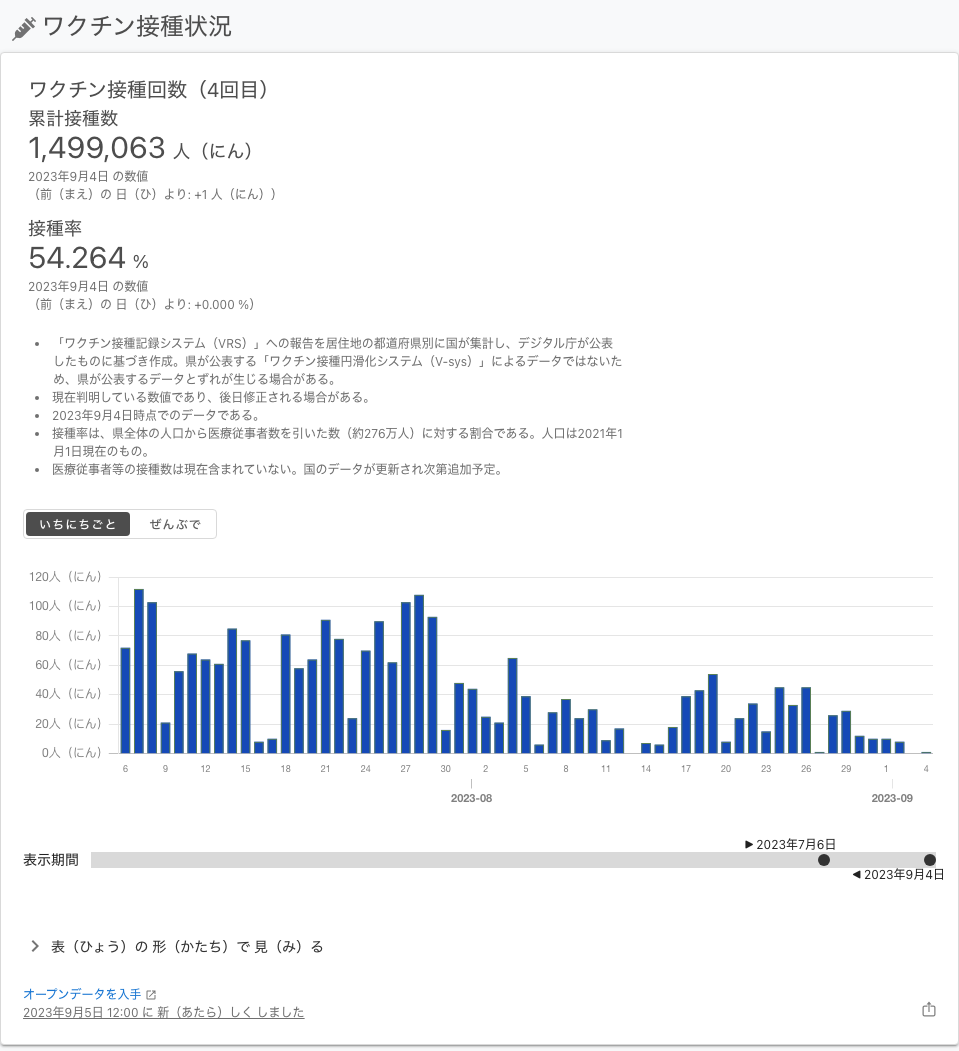 ワクチン接種状況
ワクチン接種回数（4回目）
累計接種数
1,499,063 人（にん）
2023年9月4日 の数値
（前（まえ）の 日（ひ）より: +1 人（にん））
接種率
54.264 %
2023年9月4日 の数値
（前（まえ）の 日（ひ）より: +0.000 %）
• 「ワクチン接種記録システム（VRS）」への報告を居住地の都道府県別に国が集計し、デジタル庁が公表
したものに基づき作成。県が公表する「ワクチン接種円滑化システム（V-sys）」によるデータではないた
め、県が公表するデータとずれが生じる場合がある。
• 現在判明している数値であり、後日修正される場合がある。
• 2023年9月4日時点でのデータである。
• 接種率は、県全体の人口から医療従事者数を引いた数（約276万人）に対する割合である。人口は2021年1
月1日現在のもの。
• 医療従事者等の接種数は現在含まれていない。国のデータが更新され次第追加予定。
いちにちごと ぜんぶで
120人（にん）
100人（にん）
80人（にん）
60人（にん）
40人（にん）
20人（にん）
0人（にん）
6 9 12 15 18 21 24 27 30 2 5 8 11 14 17 20 23 26 29 1 4
2023-08 2023-09
▶ 2023年7月6日
表示期間
◀ 2023年9月4日
表（ひょう）の 形（かたち）で 見（み）る
オープンデータを入手
2023年9月5日 12:00 に 新（あたら）しく しました